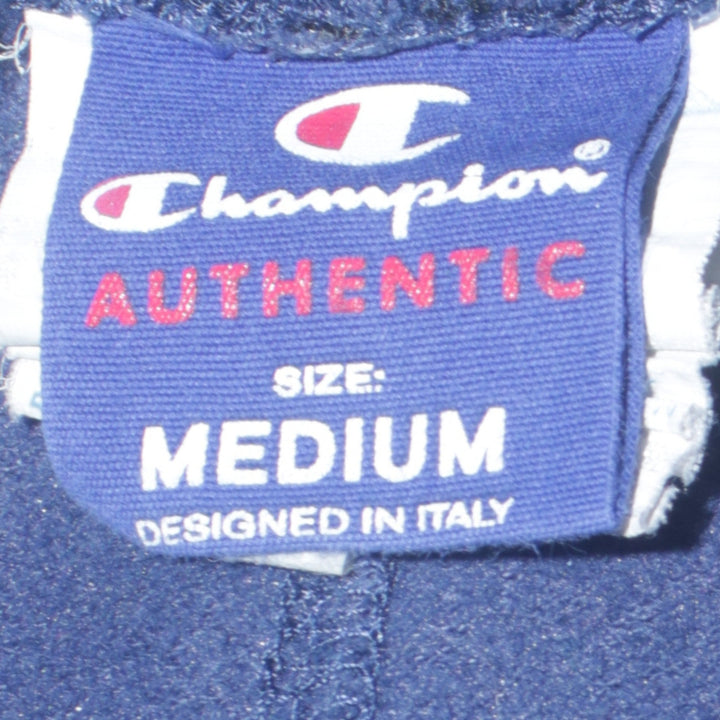 Champion®
AUTHENTIC
SIZE:
MEDIUM
DESIGNED IN ITALY